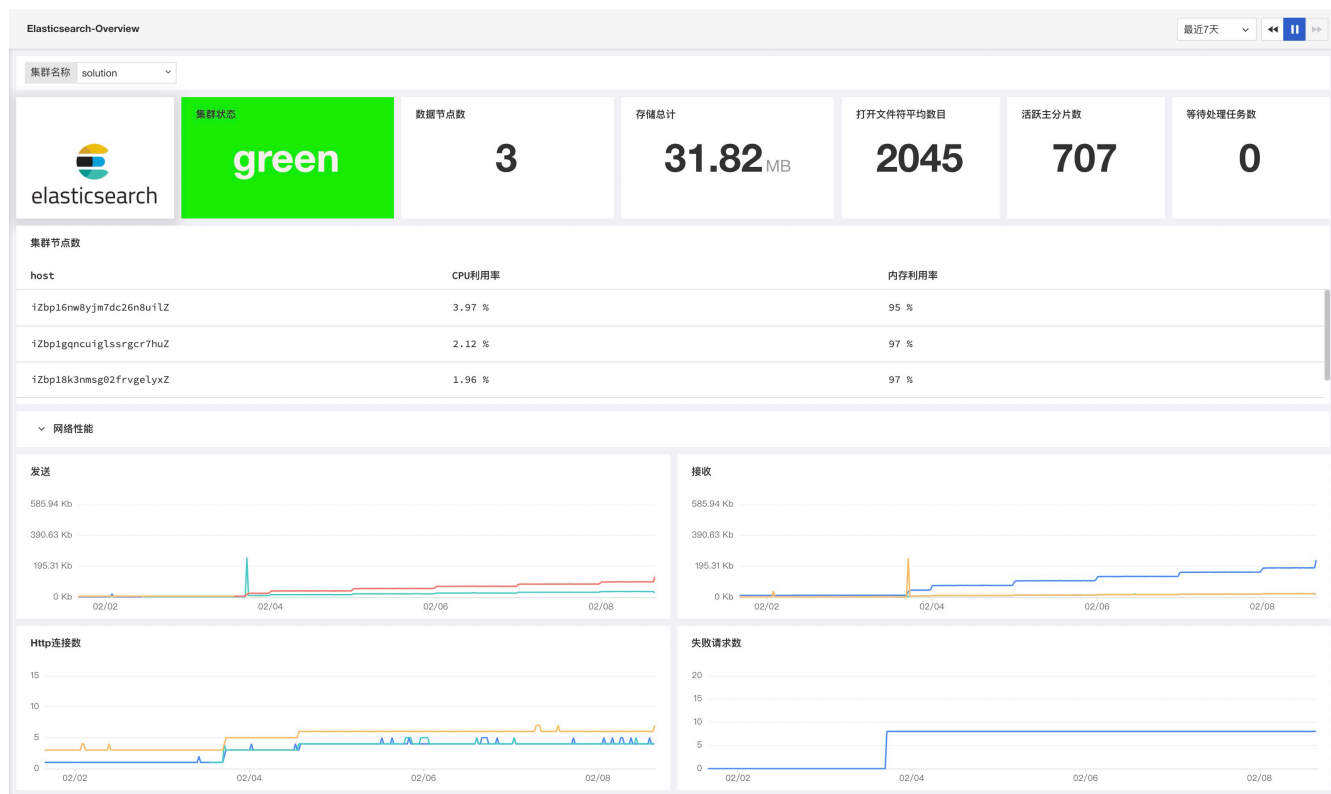 Elasticsearch-Overview
最近7天
集群名称 solution
集群状态
green
数据节点数
3
存储总计
31.82 MB
打开文件符平均数目
2045
活跃主分片数
707
等待处理任务数
0
elasticsearch
集群节点数
host CPU利用率 内存利用率
iZbp16nw8yjm7dc26n8uilZ 3.97 % 95 %
iZbp1gqncuiglssrgcr7huZ 2.12 % 97 %
iZbp18k3nmsg02frvgelyxZ 1.96 % 97 %
网络性能
发送
585.94 Kb
390.63 Kb
195.31 Kb
0 Kb
02/02 02/04 02/06 02/08
接收
585.94 Kb
390.63 Kb
195.31 Kb
0 Kb
02/02 02/04 02/06 02/08
Http连接数
15
10
5
0
02/02 02/04 02/06 02/08
失败请求数
20
15
10
5
0
02/02 02/04 02/06 02/08